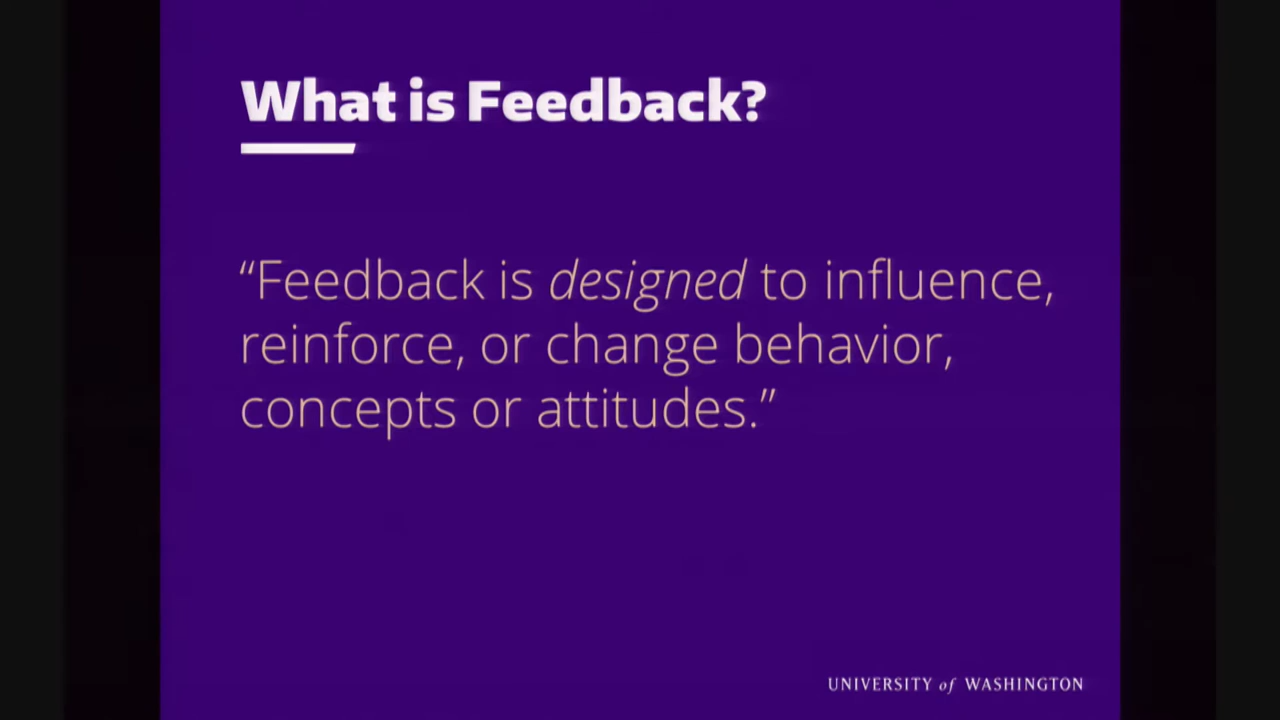 What is Feedback?
“Feedback is designed to influence,
reinforce, or change behavior,
concepts or attitudes.”
UNIVERSITY of WASHINGTON